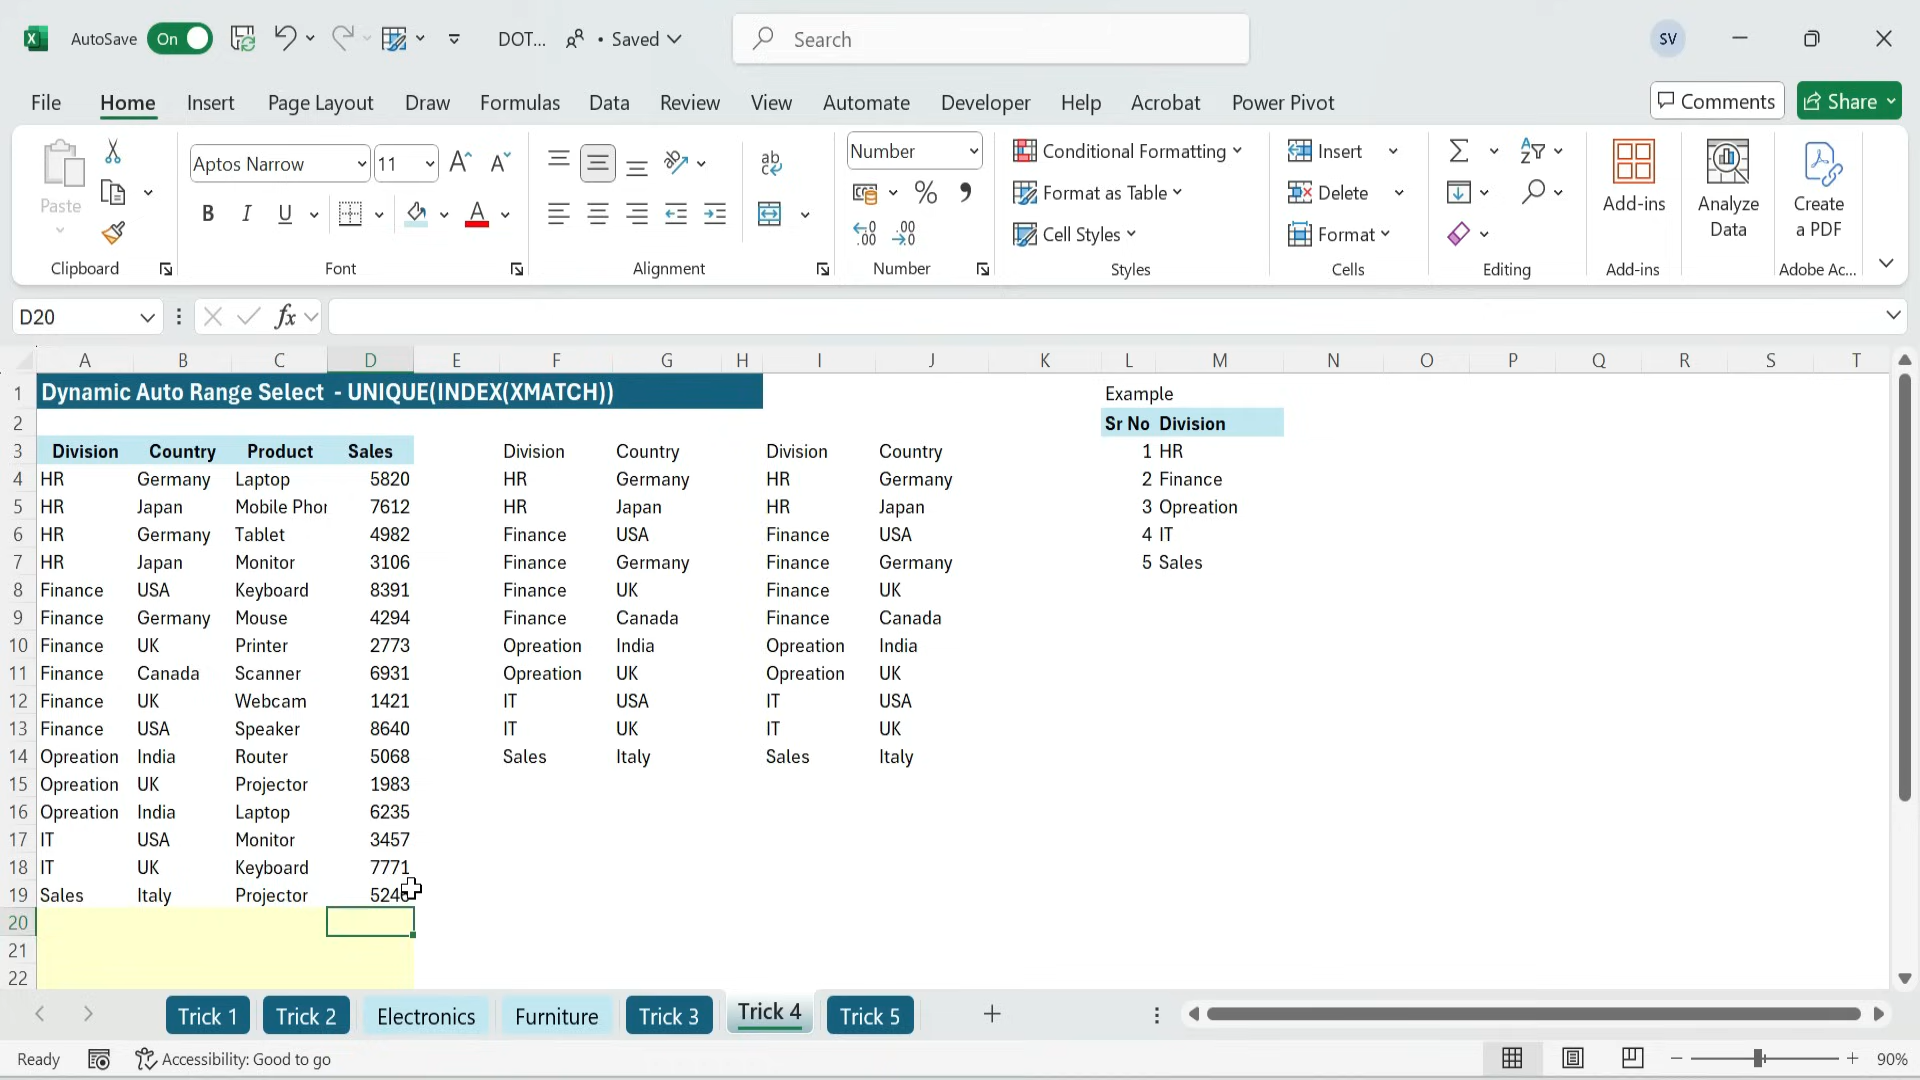 AutoSave On DOT... • Saved Search SV
File Home Insert Page Layout Draw Formulas Data Review View Automate Developer Help Acrobat Power Pivot Comments Share
Paste Aptos Narrow 11 A A ab c Number Conditional Formatting Insert Σ A Z Add-ins Analyze Data Create a PDF
B I U A % , Format as Table Delete
←0 .00 .00 →0 Cell Styles Format
Clipboard Font Alignment Number Styles Cells Editing Add-ins Adobe Ac...
D20 fx
A B C D E F G H I J K L M N O P Q R S T
1 Dynamic Auto Range Select - UNIQUE(INDEX(XMATCH)) Example
2 Sr No Division
3 Division Country Product Sales Division Country Division Country 1 HR
4 HR Germany Laptop 5820 HR Germany HR Germany 2 Finance
5 HR Japan Mobile Phor 7612 HR Japan HR Japan 3 Opreation
6 HR Germany Tablet 4982 Finance USA Finance USA 4 IT
7 HR Japan Monitor 3106 Finance Germany Finance Germany 5 Sales
8 Finance USA Keyboard 8391 Finance UK Finance UK
9 Finance Germany Mouse 4294 Finance Canada Finance Canada
10 Finance UK Printer 2773 Opreation India Opreation India
11 Finance Canada Scanner 6931 Opreation UK Opreation UK
12 Finance UK Webcam 1421 IT USA IT USA
13 Finance USA Speaker 8640 IT UK IT UK
14 Opreation India Router 5068 Sales Italy Sales Italy
15 Opreation UK Projector 1983
16 Opreation India Laptop 6235
17 IT USA Monitor 3457
18 IT UK Keyboard 7771
19 Sales Italy Projector
20
21
22
Trick 1 Trick 2 Electronics Furniture Trick 3 Trick 4 Trick 5
Ready Accessibility: Good to go 90%